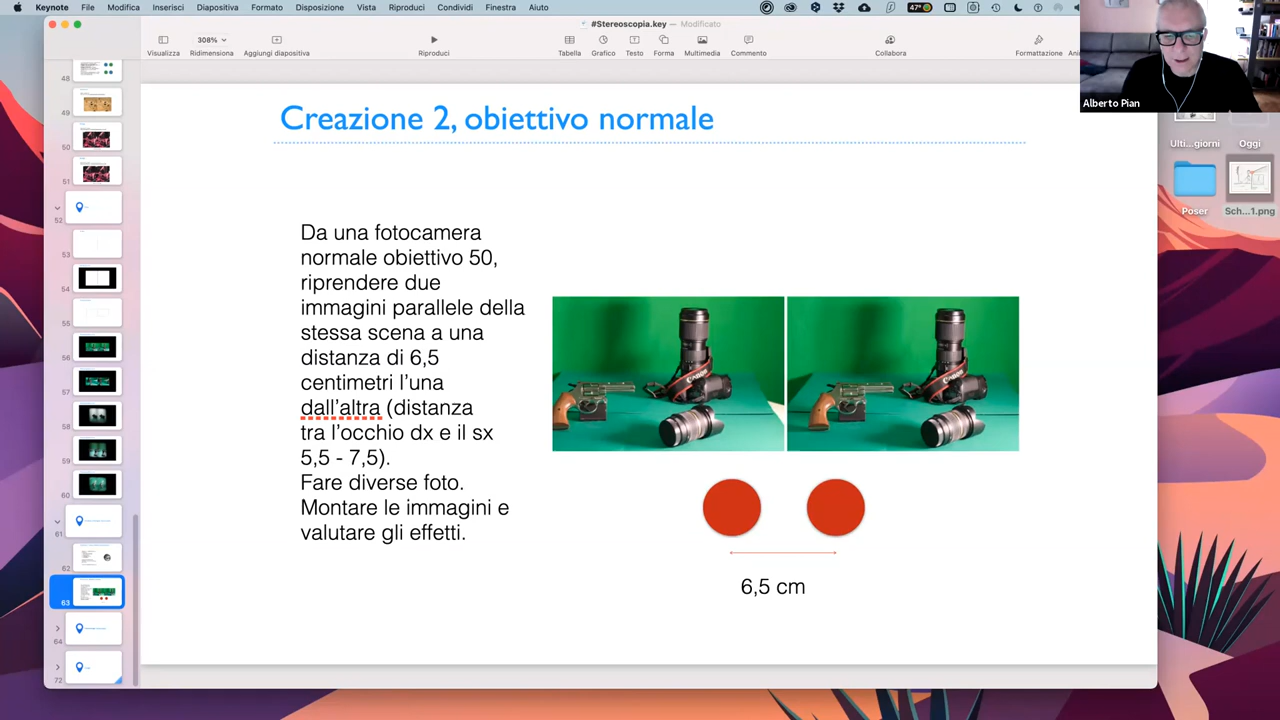 Keynote File Modifica Inserisci Diapositiva Formato Disposizione Vista Riproduci Condividi Finestra Aiuto
47°
#Stereoscopia.key — Modificato
308%
Visualizza Ridimensiona Aggiungi diapositiva Riproduci Tabella Grafico Testo Forma Multimedia Commento Collabora Formattazione
Alberto Pian
Creazione 2, obiettivo normale
Da una fotocamera
normale obiettivo 50,
riprendere due
immagini parallele della
stessa scena a una
distanza di 6,5
centimetri l’una
dall’altra (distanza
tra l’occhio dx e il sx
5,5 - 7,5).
Fare diverse foto.
Montare le immagini e
valutare gli effetti.
Canon
Canon
6,5 cm
48
49
50
51
52
53
54
55
56
57
58
59
60
61
62
63
64
72
Ulti...giorni Oggi
Poser Sch...1.png